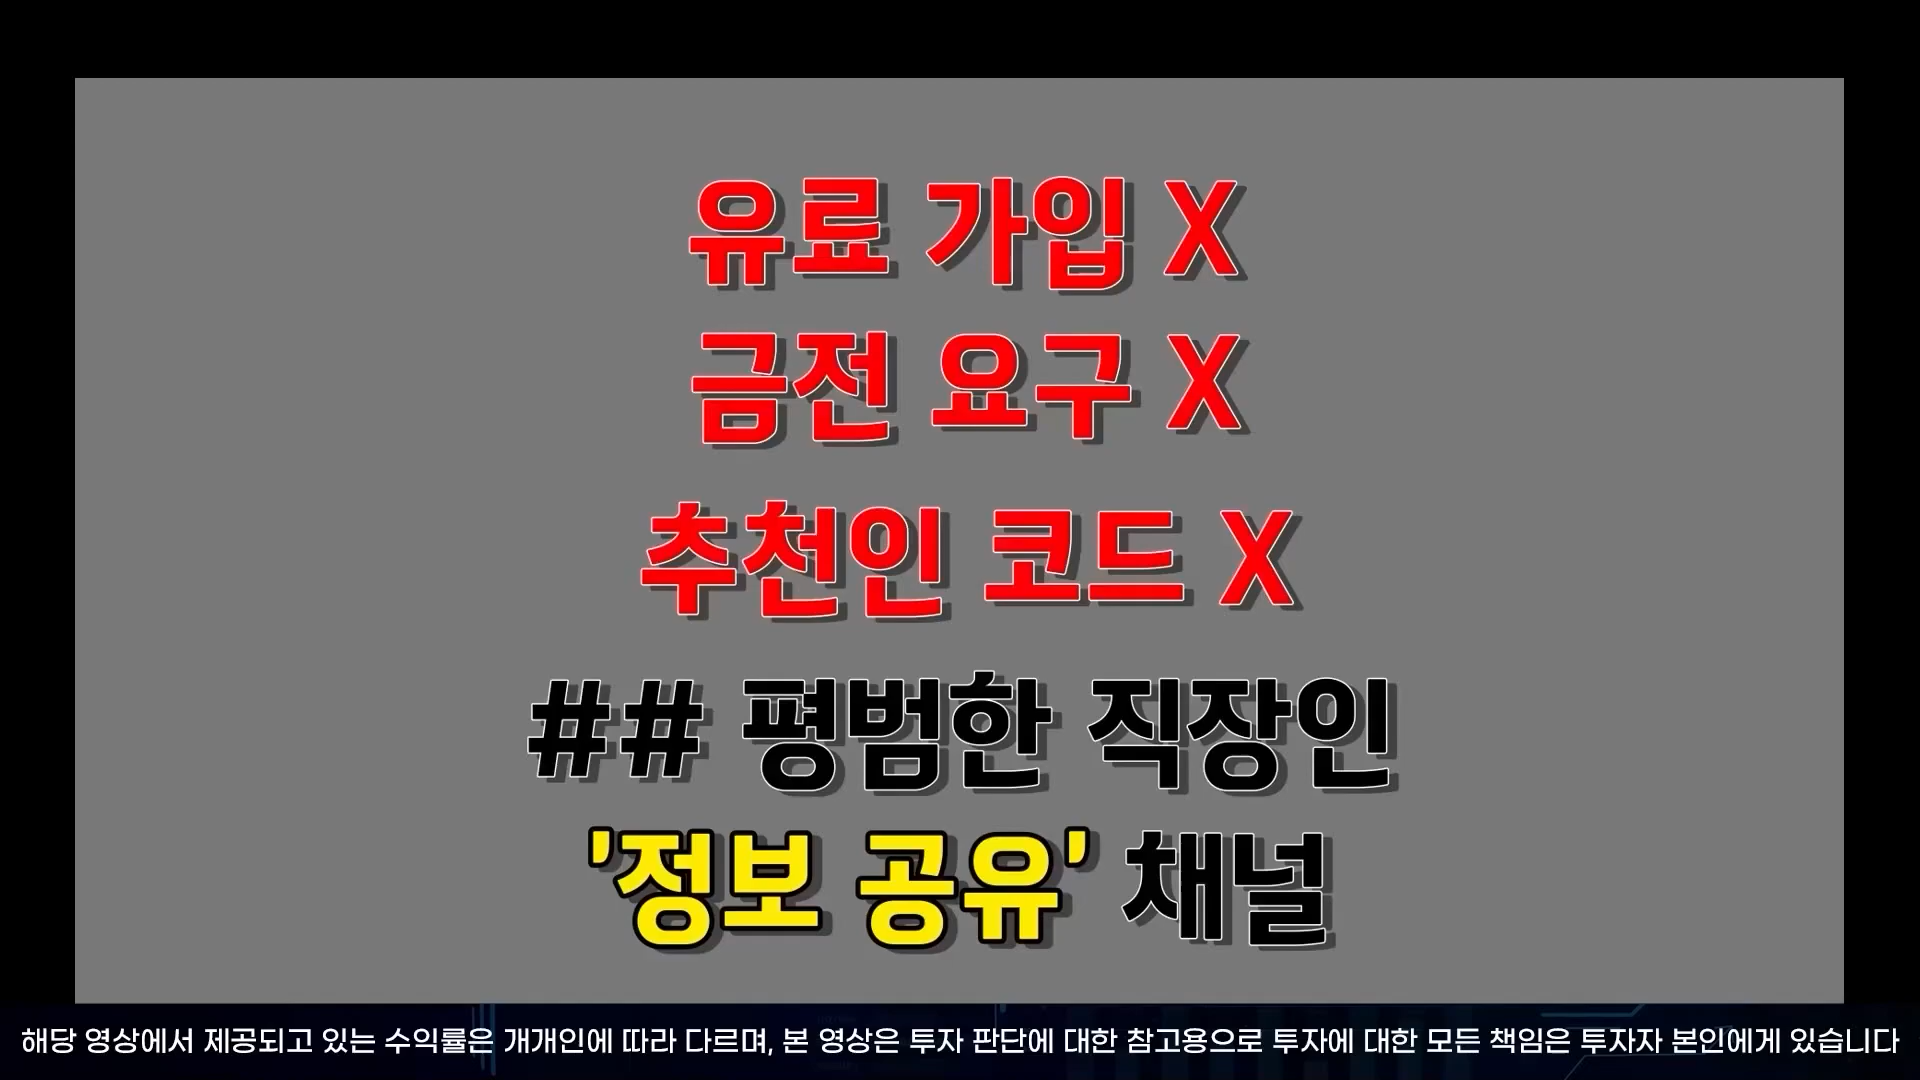 유료 가입 X
금전 요구 X
추천인 코드 X
## 평범한 직장인
'정보 공유' 채널
해당 영상에서 제공되고 있는 수익률은 개개인에 따라 다르며, 본 영상은 투자 판단에 대한 참고용으로 투자에 대한 모든 책임은 투자자 본인에게 있습니다